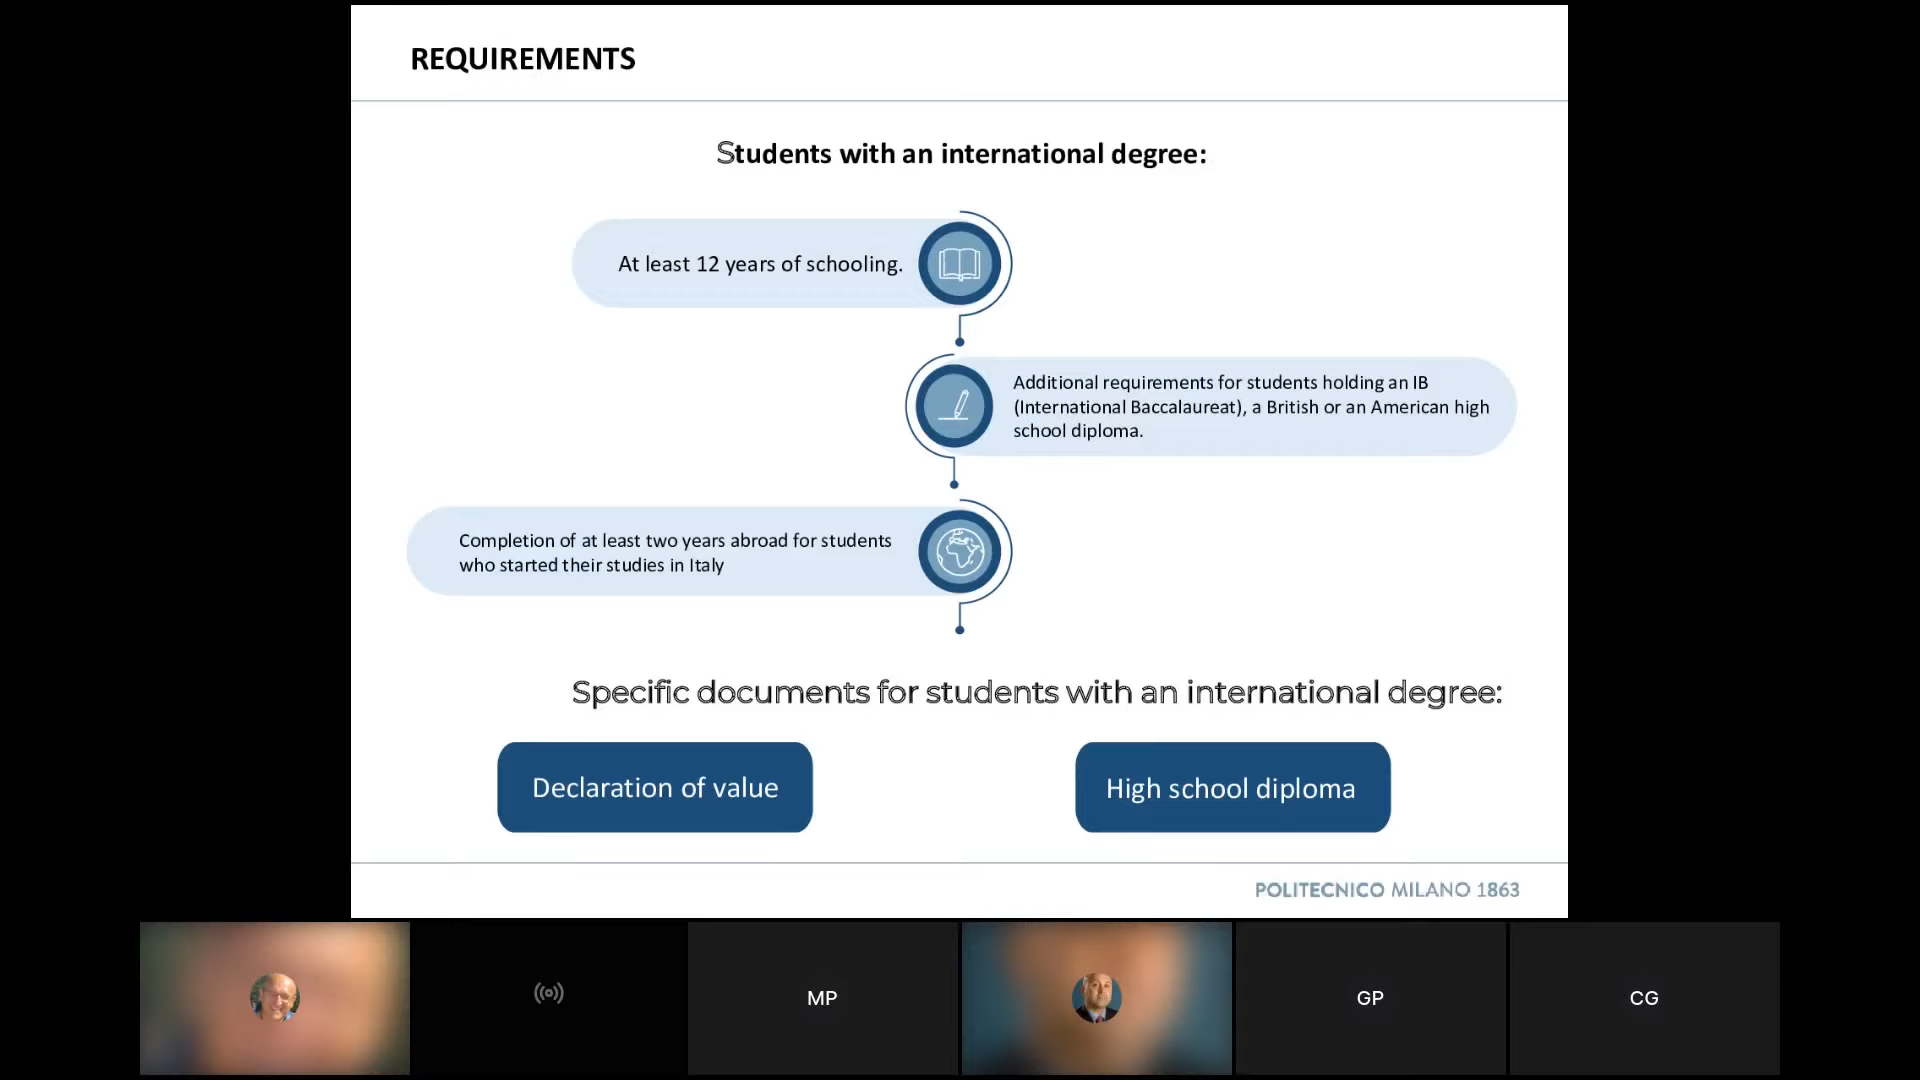 REQUIREMENTS
Students with an international degree:
At least 12 years of schooling.
Additional requirements for students holding an IB
(International Baccalaureat), a British or an American high
school diploma.
Completion of at least two years abroad for students
who started their studies in Italy
Specific documents for students with an international degree:
Declaration of value
High school diploma
POLITECNICO MILANO 1863
MP
GP
CG